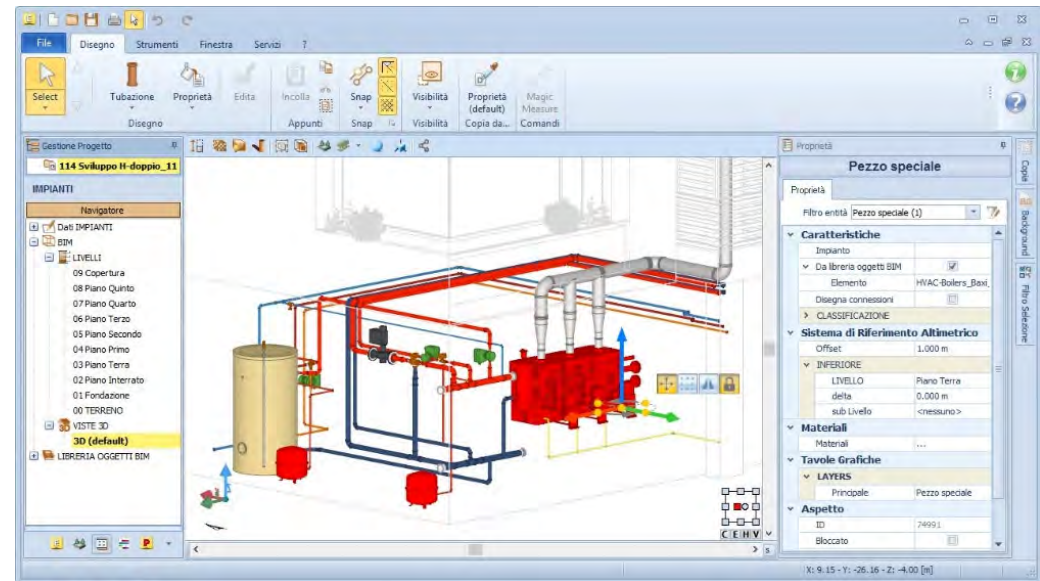 File Disegno Strumenti Finestra Servizi ?
Select Tubazione Proprietà Edita Incolla Snap Visibilità Proprietà (default) Magic Measure
Disegno Appunti Snap Visibilità Copia da... Comandi
Gestione Progetto
114 Sviluppo H-doppio_11
IMPIANTI
Navigatore
Dati IMPIANTI
BIM
LIVELLI
09 Copertura
08 Piano Quinto
07 Piano Quarto
06 Piano Terzo
05 Piano Secondo
04 Piano Primo
03 Piano Terra
02 Piano Interrato
01 Fondazione
00 TERRENO
VISTE 3D
3D (default)
LIBRERIA OGGETTI BIM
C E H V
s
Proprietà
Pezzo speciale
Proprietà
Filtro entità Pezzo speciale (1)
Caratteristiche
Impianto
Da libreria oggetti BIM
Elemento HVAC-Boilers_Baxi_
Disegna connessioni
CLASSIFICAZIONE
Sistema di Riferimento Altimetrico
Offset 1.000 m
INFERIORE
LIVELLO Piano Terra
delta 0.000 m
sub Livello <nessuno>
Materiali
Materiali ...
Tavole Grafiche
LAYERS
Principale Pezzo speciale
Aspetto
ID 74991
Bloccato
Copia
Background
Filtro Selezione
X: 9.15 - Y: -26.16 - Z: -4.00 [m]